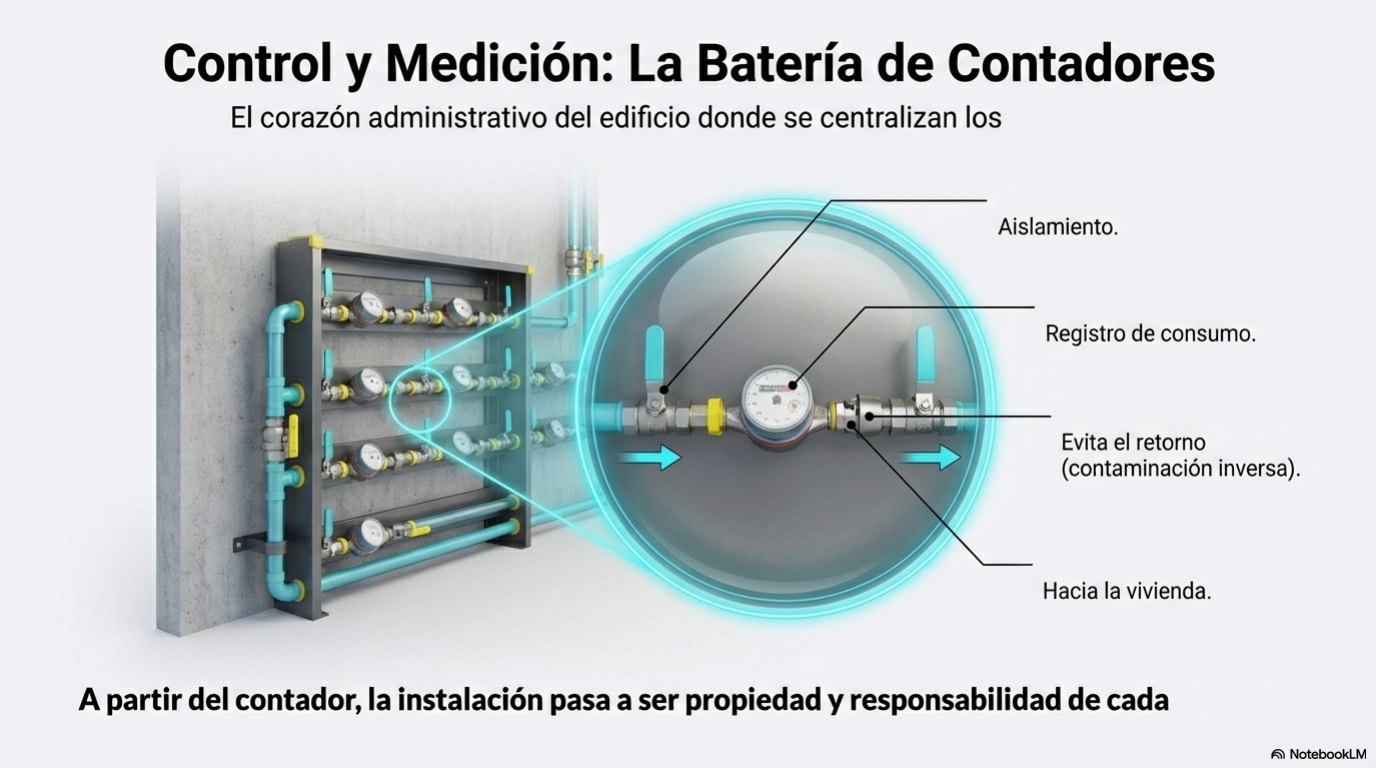 Control y Medición: La Batería de Contadores
El corazón administrativo del edificio donde se centralizan los
Aislamiento.
Registro de consumo.
Evita el retorno
(contaminación inversa).
Hacia la vivienda.
A partir del contador, la instalación pasa a ser propiedad y responsabilidad de cada
NotebookLM